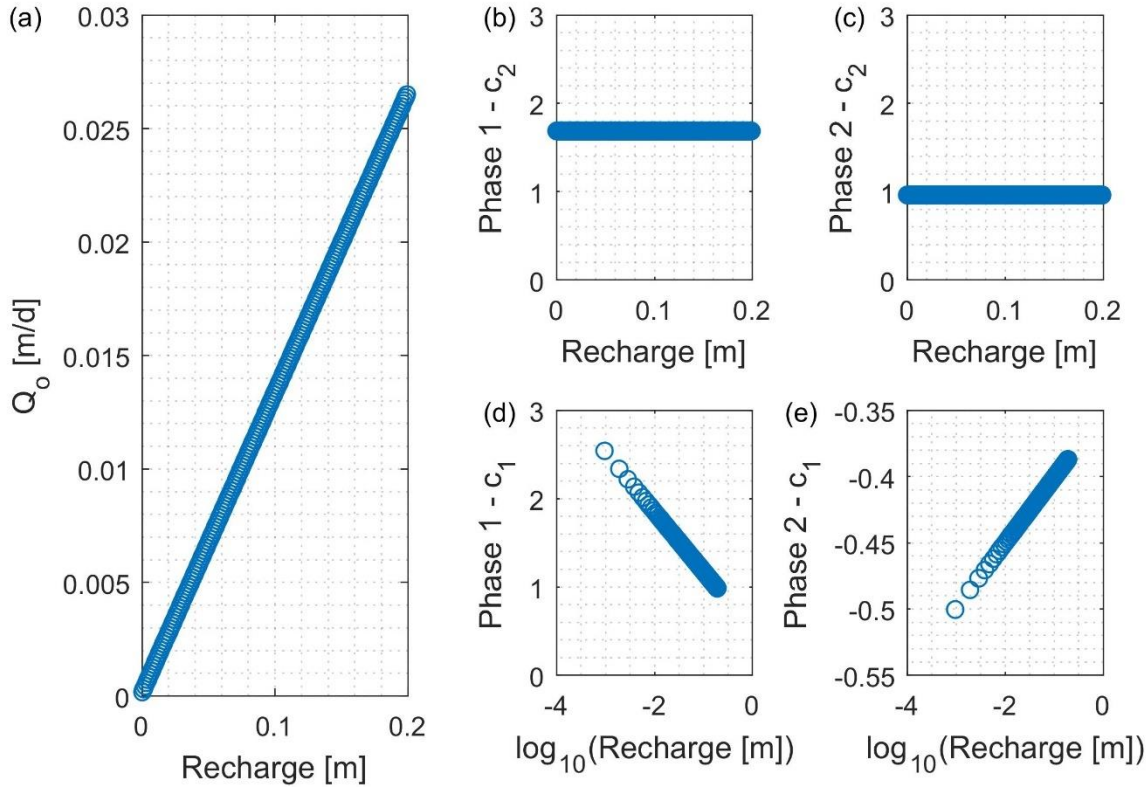 (a)
0.03
0.025
0.02
0.015
0.01
0.005
0
Q_o [m/d]
0
0.1
0.2
Recharge [m]
(b)
3
2
1
0
Phase 1 - c_2
0
0.1
0.2
Recharge [m]
(c)
3
2
1
0
Phase 2 - c_2
0
0.1
0.2
Recharge [m]
(d)
3
2
1
0
Phase 1 - c_1
-4
-2
0
log_10(Recharge [m])
(e)
-0.35
-0.4
-0.45
-0.5
-0.55
Phase 2 - c_1
-4
-2
0
log_10(Recharge [m])